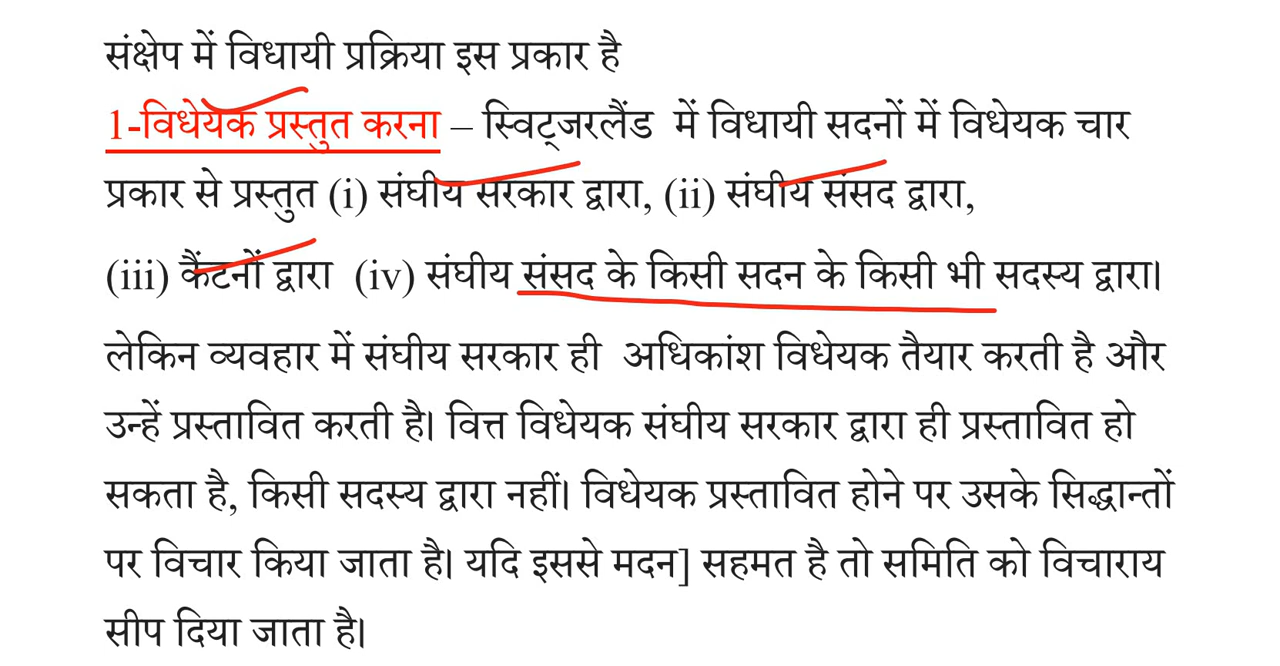 संक्षेप में विधायी प्रक्रिया इस प्रकार है
1-विधेयक प्रस्तुत करना – स्विट्जरलैंड में विधायी सदनों में विधेयक चार
प्रकार से प्रस्तुत (i) संघीय सरकार द्वारा, (ii) संघीय संसद द्वारा,
(iii) कैंटनों द्वारा (iv) संघीय संसद के किसी सदन के किसी भी सदस्य द्वारा।
लेकिन व्यवहार में संघीय सरकार ही अधिकांश विधेयक तैयार करती है और
उन्हें प्रस्तावित करती है। वित्त विधेयक संघीय सरकार द्वारा ही प्रस्तावित हो
सकता है, किसी सदस्य द्वारा नहीं। विधेयक प्रस्तावित होने पर उसके सिद्धान्तों
पर विचार किया जाता है। यदि इससे मदन] सहमत है तो समिति को विचाराय
सीप दिया जाता है।